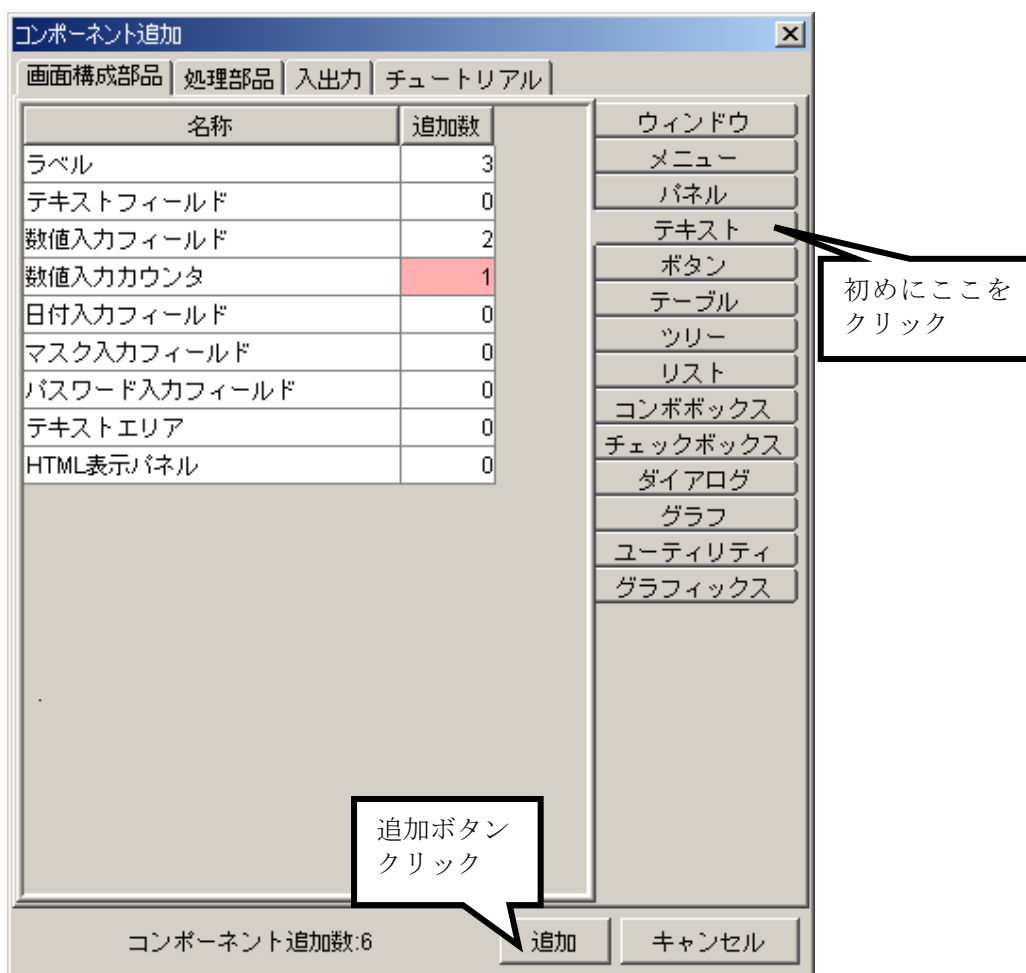 コンポーネント追加
画面構成部品 処理部品 入出力 チュートリアル
名称 追加数
ラベル 3
テキストフィールド 0
数値入力フィールド 2
数値入力カウンタ 1
日付入力フィールド 0
マスク入力フィールド 0
パスワード入力フィールド 0
テキストエリア 0
HTML表示パネル 0
ウィンドウ
メニュー
パネル
テキスト
ボタン
テーブル
ツリー
リスト
コンボボックス
チェックボックス
ダイアログ
グラフ
ユーティリティ
グラフィックス
初めにここを
クリック
追加ボタン
クリック
コンポーネント追加数:6 追加 キャンセル